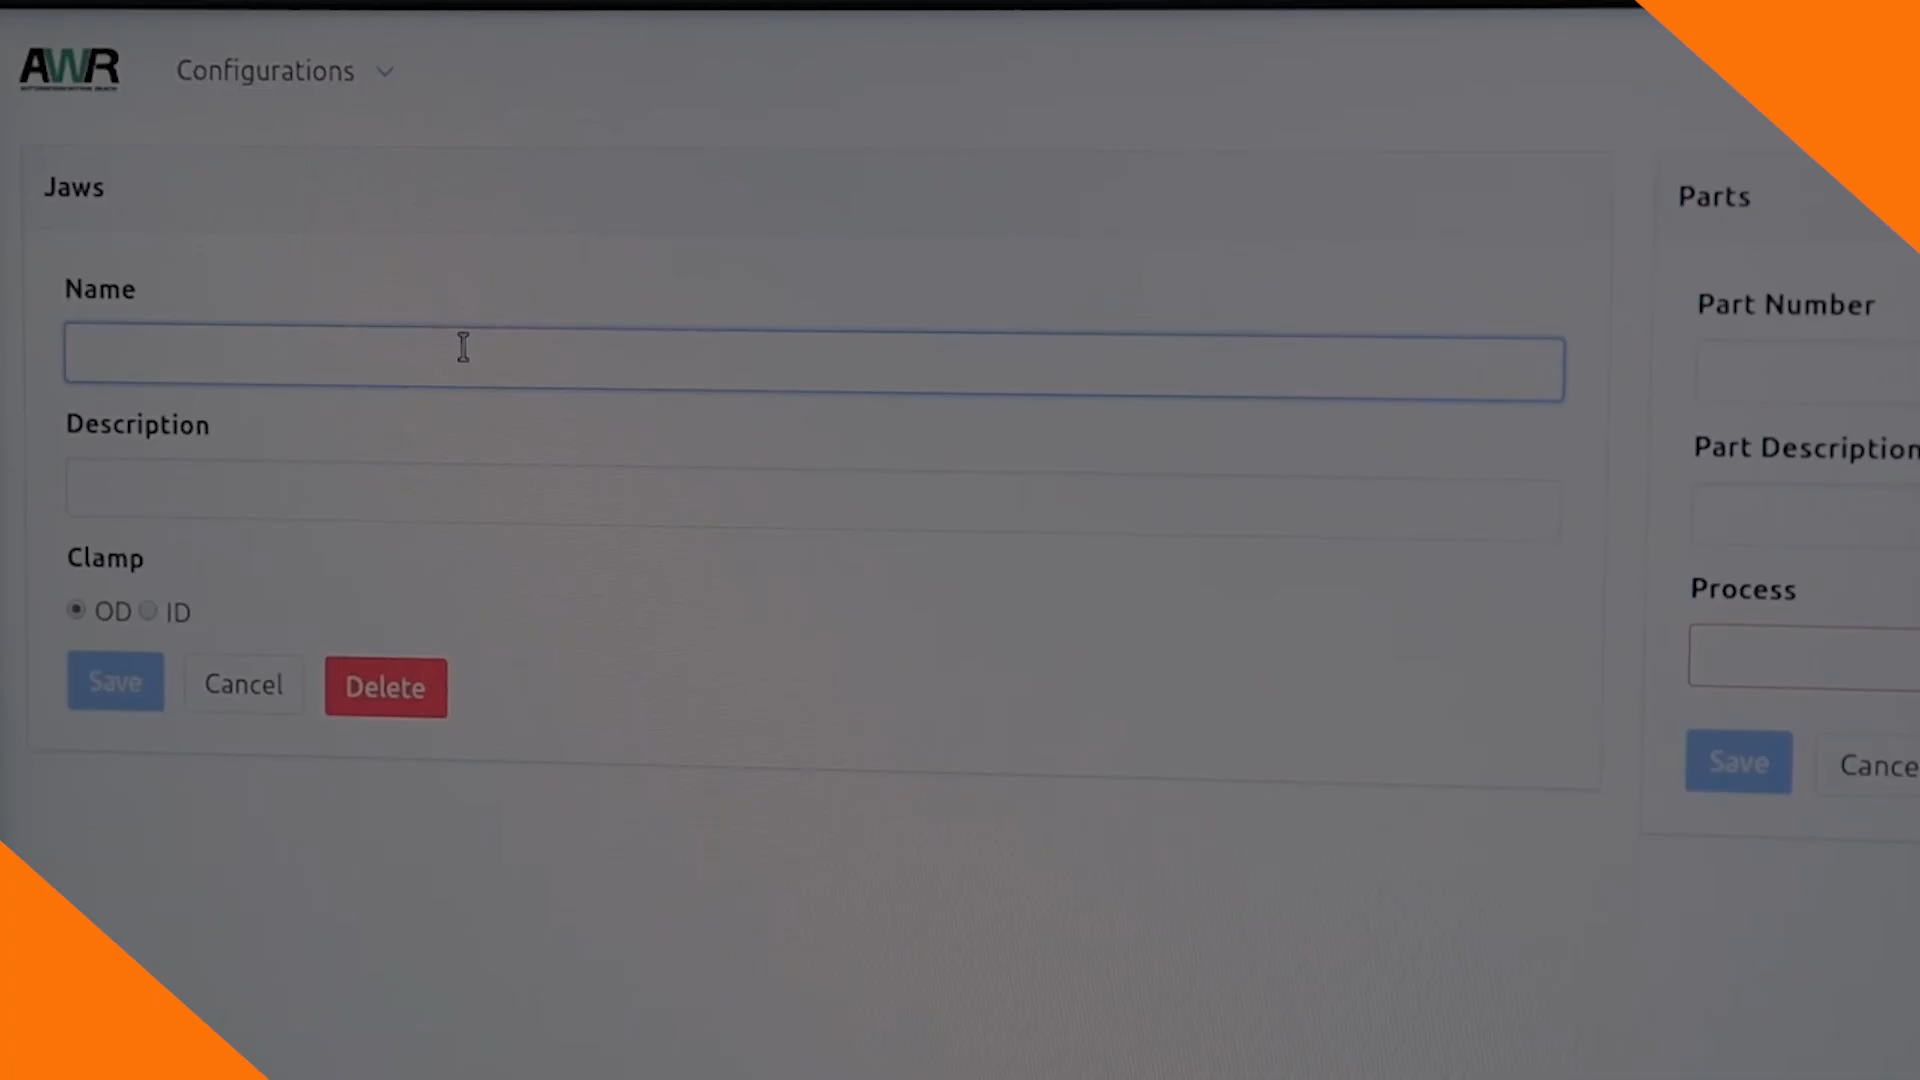 AWR
Configurations
Jaws
Name
Description
Clamp
OD ID
Save Cancel Delete
Parts
Part Number
Part Description
Process
Save Cance